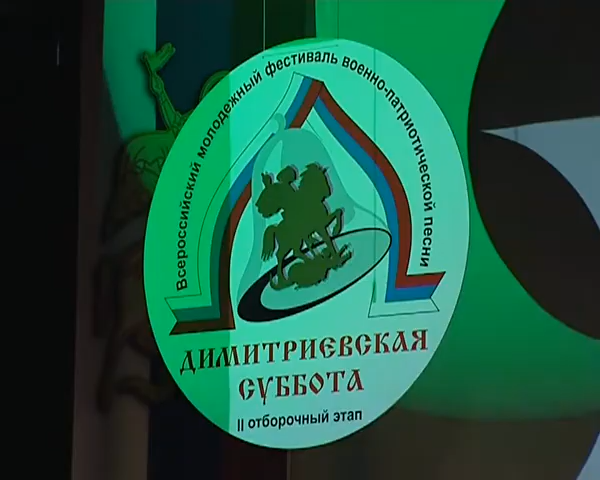 Всероссийский молодежный фестиваль военно-патриотической песни
ДИМИТРИЕВСКАЯ
СУББОТА
II отборочный этап